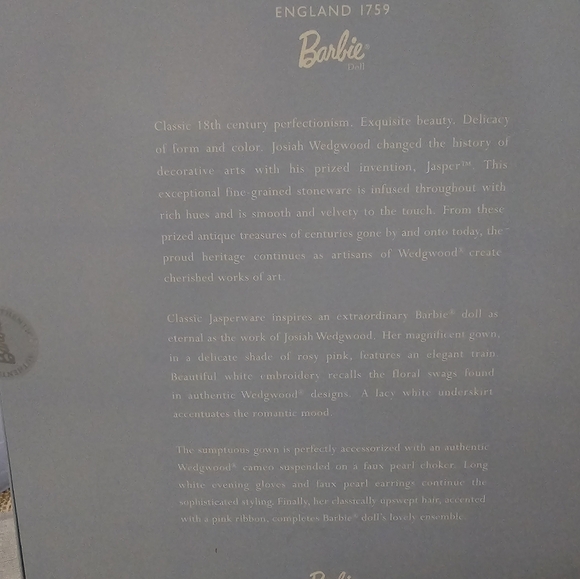 ENGLAND 1759
Barbie®
Doll
Classic 18th century perfectionism. Exquisite beauty. Delicacy
of form and color. Josiah Wedgwood changed the history of
decorative arts with his prized invention, Jasper™. This
exceptional fine-grained stoneware is infused throughout with
rich hues and is smooth and velvety to the touch. From these
prized antique treasures of centuries gone by and onto today, the
proud heritage continues as artisans of Wedgwood® create
cherished works of art.
Classic Jasperware inspires an extraordinary Barbie® doll as
eternal as the work of Josiah Wedgwood. Her magnificent gown,
in a delicate shade of rosy pink, features an elegant train.
Beautiful white embroidery recalls the floral swags found
in authentic Wedgwood® designs. A lacy white underskirt
accentuates the romantic mood.
The sumptuous gown is perfectly accessorized with an authentic
Wedgwood® cameo suspended on a faux pearl choker. Long
white evening gloves and faux pearl earrings continue the
sophisticated styling. Finally, her classically upswept hair, accented
with a pink ribbon, completes Barbie® doll's lovely ensemble.
Barbie